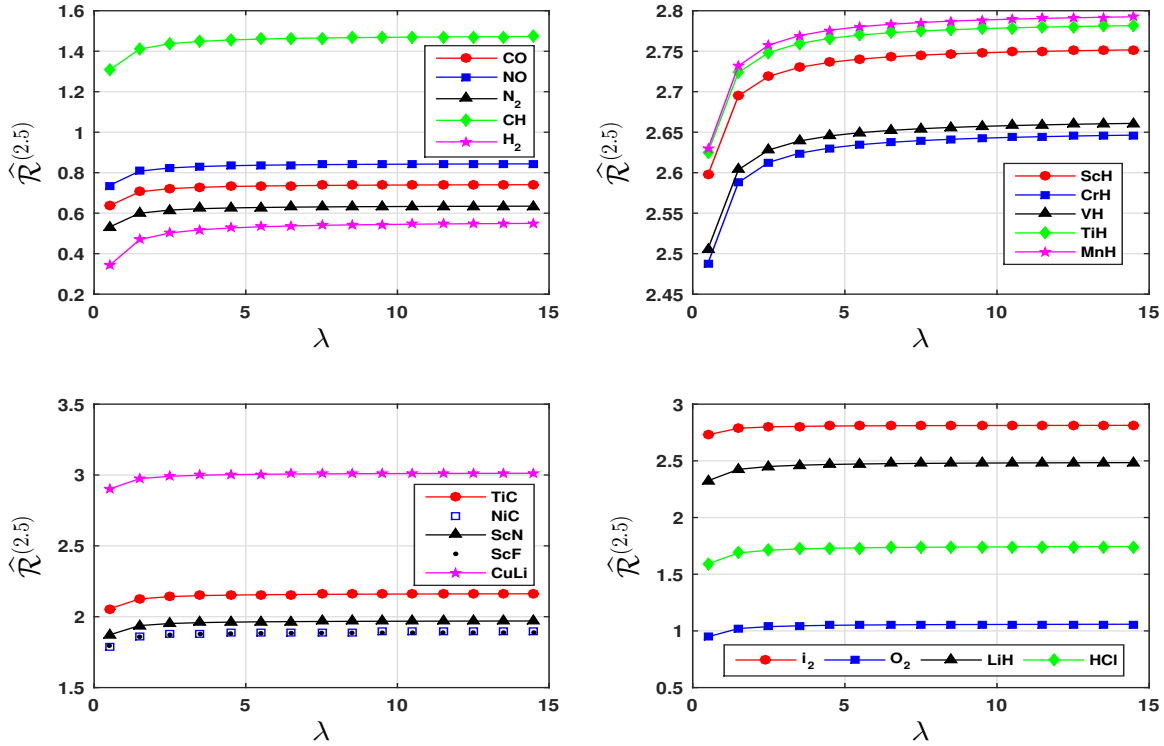 1.6
1.4
1.2
1
0.8
0.6
0.4
0.2
0 5 10 15
λ
R̂^(2.5)
CO
NO
N₂
CH
H₂
2.8
2.75
2.7
2.65
2.6
2.55
2.5
2.45
0 5 10 15
λ
R̂^(2.5)
ScH
CrH
VH
TiH
MnH
3.5
3
2.5
2
1.5
0 5 10 15
λ
R̂^(2.5)
TiC
NiC
ScN
ScF
CuLi
3
2.5
2
1.5
1
0.5
0 5 10 15
λ
R̂^(2.5)
i₂ O₂ LiH HCl